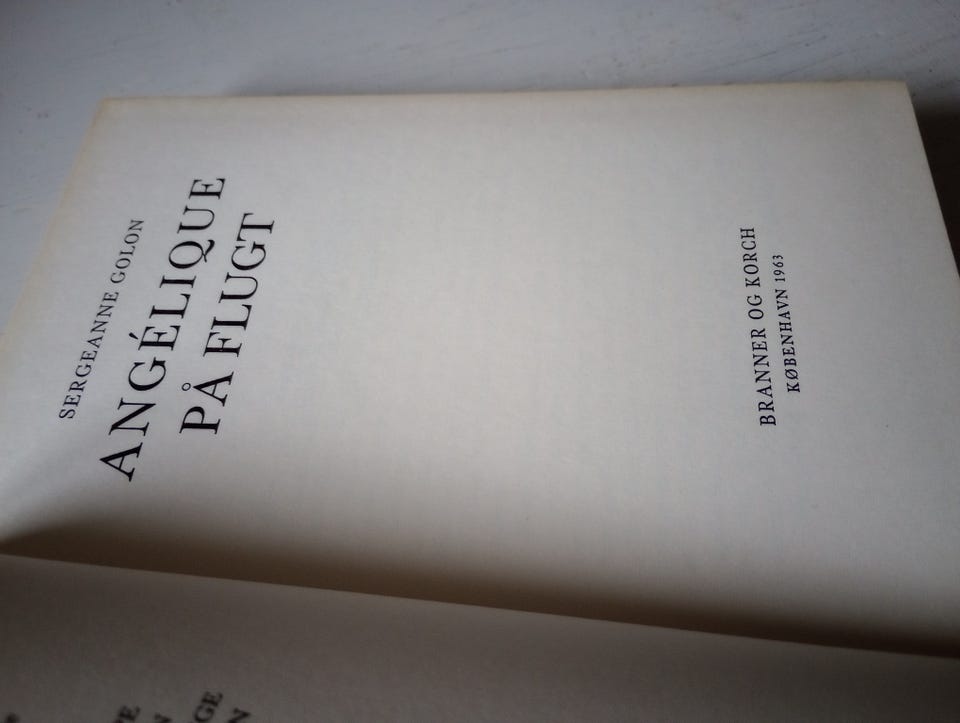 SERGEANNE GOLON
ANGÉLIQUE
PÅ FLUGT
BRANNER OG KORCH
KØBENHAVN 1963